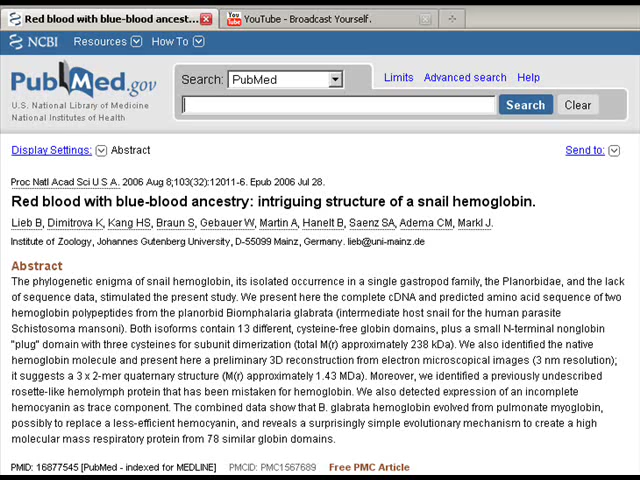 Red blood with blue-blood ancest...
YouTube - Broadcast Yourself.
NCBI Resources How To
PubMed.gov
U.S. National Library of Medicine
National Institutes of Health
Search: PubMed
Limits Advanced search Help
Search Clear
Display Settings: Abstract
Send to:
Proc Natl Acad Sci U S A. 2006 Aug 8;103(32):12011-6. Epub 2006 Jul 28.
Red blood with blue-blood ancestry: intriguing structure of a snail hemoglobin.
Lieb B, Dimitrova K, Kang HS, Braun S, Gebauer W, Martin A, Hanelt B, Saenz SA, Adema CM, Markl J.
Institute of Zoology, Johannes Gutenberg University, D-55099 Mainz, Germany. lieb@uni-mainz.de
Abstract
The phylogenetic enigma of snail hemoglobin, its isolated occurrence in a single gastropod family, the Planorbidae, and the lack
of sequence data, stimulated the present study. We present here the complete cDNA and predicted amino acid sequence of two
hemoglobin polypeptides from the planorbid Biomphalaria glabrata (intermediate host snail for the human parasite
Schistosoma mansoni). Both isoforms contain 13 different, cysteine-free globin domains, plus a small N-terminal nonglobin
"plug" domain with three cysteines for subunit dimerization (total M(r) approximately 238 kDa). We also identified the native
hemoglobin molecule and present here a preliminary 3D reconstruction from electron microscopical images (3 nm resolution);
it suggests a 3 x 2-mer quaternary structure (M(r) approximately 1.43 MDa). Moreover, we identified a previously undescribed
rosette-like hemolymph protein that has been mistaken for hemoglobin. We also detected expression of an incomplete
hemocyanin as trace component. The combined data show that B. glabrata hemoglobin evolved from pulmonate myoglobin,
possibly to replace a less-efficient hemocyanin, and reveals a surprisingly simple evolutionary mechanism to create a high
molecular mass respiratory protein from 78 similar globin domains.
PMID: 16877545 [PubMed - indexed for MEDLINE] PMCID: PMC1567689 Free PMC Article